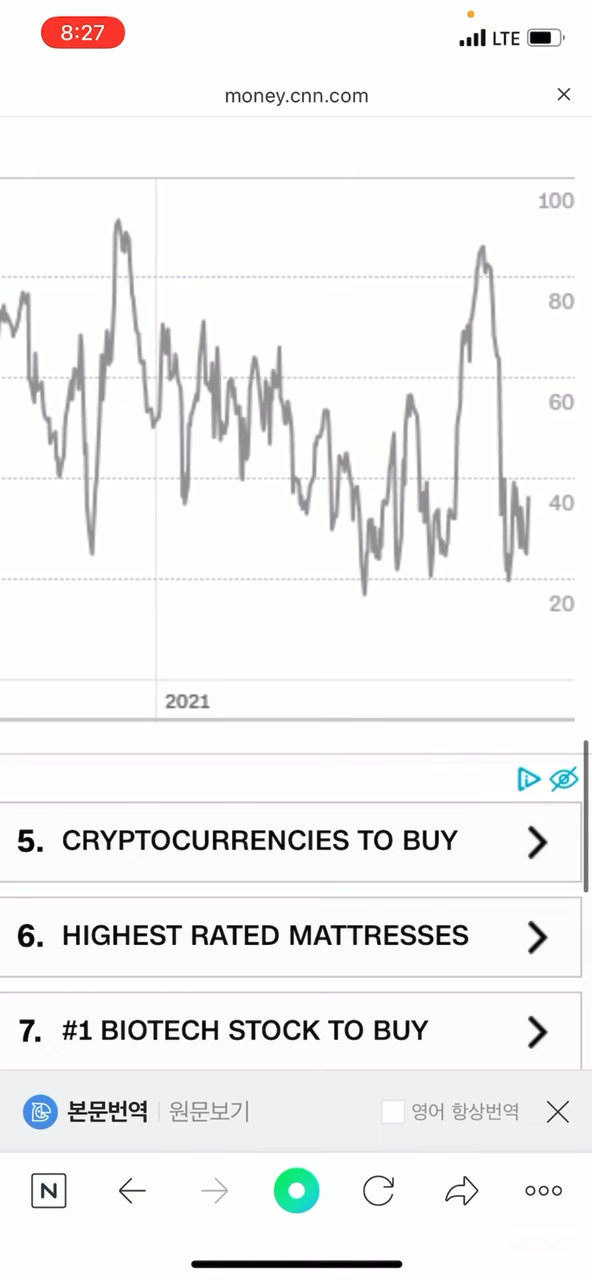 8:27
LTE
money.cnn.com
100
80
60
40
20
2021
5. CRYPTOCURRENCIES TO BUY
6. HIGHEST RATED MATTRESSES
7. #1 BIOTECH STOCK TO BUY
본문번역 원문보기 영어 항상번역
N